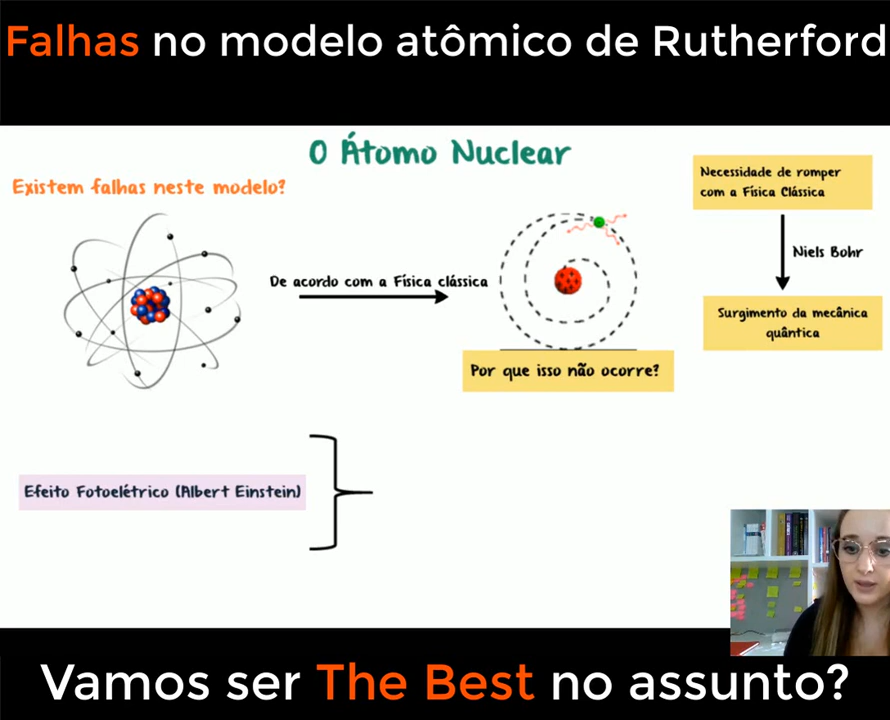 Falhas no modelo atômico de Rutherford
O Átomo Nuclear
Existem falhas neste modelo?
De acordo com a Física clássica
Por que isso não ocorre?
Necessidade de romper
com a Física Clássica
Niels Bohr
Surgimento da mecânica
quântica
Efeito Fotoelétrico (Albert Einstein)
Vamos ser The Best no assunto?